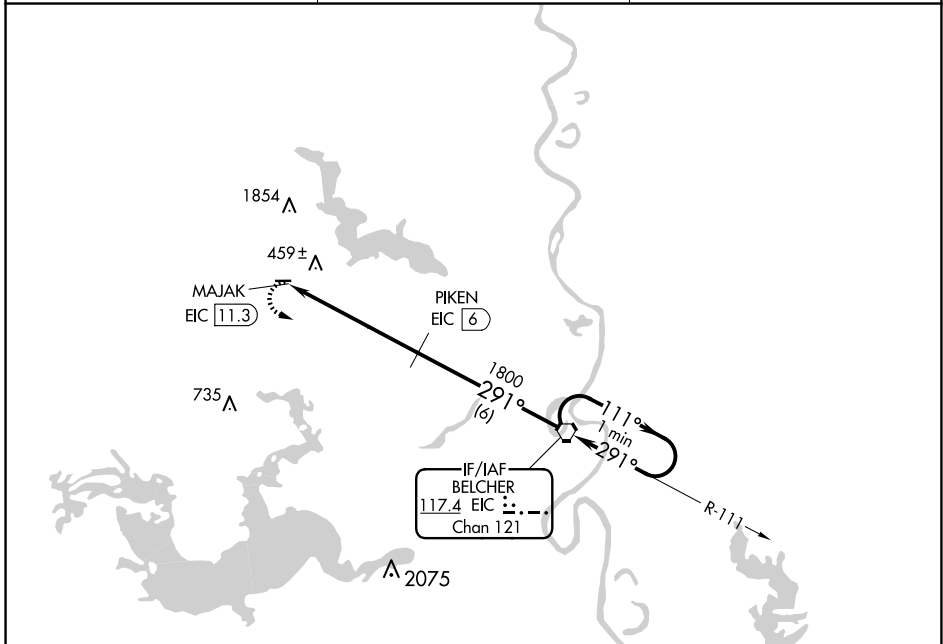 1854
459±
MAJAK
EIC 11.3
PIKEN
EIC 6
1800
291°
(6)
735
111°
1 min
291°
IF/IAF
BELCHER
117.4 EIC
Chan 121
R-111
2075